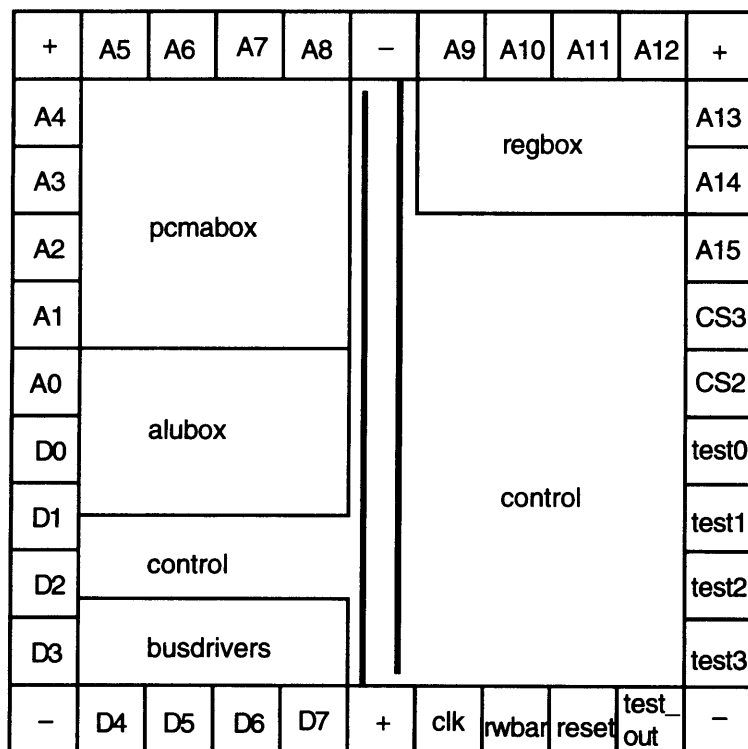 + A5 A6 A7 A8 – A9 A10 A11 A12 +
A4 A13
regbox
A3 A14
pcmabox
A2 A15
A1 CS3
A0 CS2
alubox
D0 test0
control
D1 test1
control
D2 test2
busdrivers
D3 test3
– D4 D5 D6 D7 + clk rwbar reset test_
out –